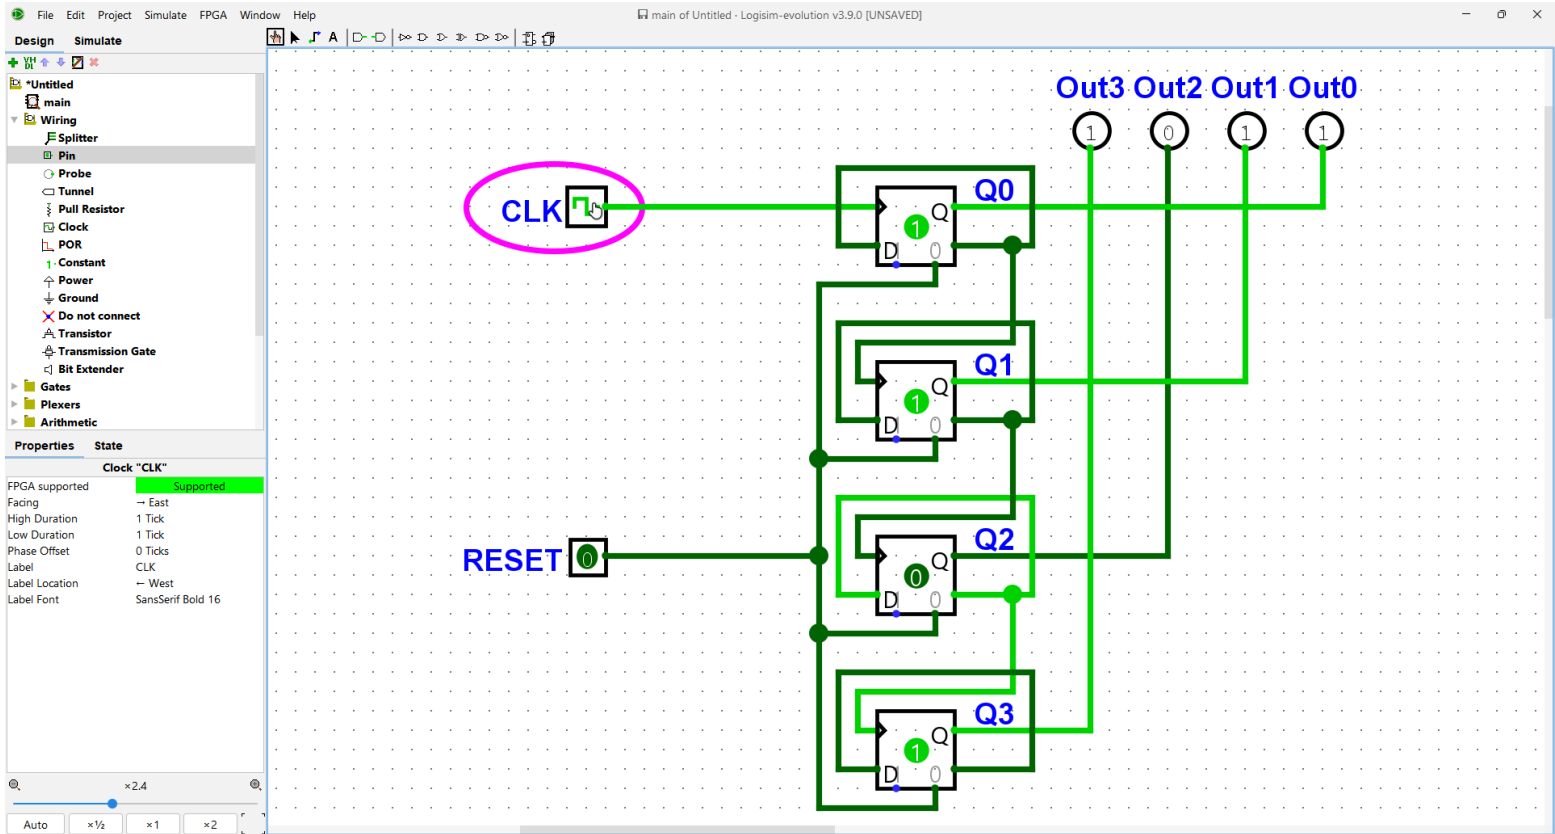 File Edit Project Simulate FPGA Window Help
main of Untitled · Logisim-evolution v3.9.0 [UNSAVED]
Design Simulate
A
VH
DL
*Untitled
main
Wiring
Splitter
Pin
Probe
Tunnel
Pull Resistor
Clock
POR
1 Constant
Power
Ground
Do not connect
Transistor
Transmission Gate
Bit Extender
Gates
Plexers
Arithmetic
Properties State
Clock "CLK"
FPGA supported Supported
Facing → East
High Duration 1 Tick
Low Duration 1 Tick
Phase Offset 0 Ticks
Label CLK
Label Location ← West
Label Font SansSerif Bold 16
×2.4
Auto ×½ ×1 ×2
Out3 Out2 Out1 Out0
1 0 1 1
CLK
Q0
Q
1
D 0
Q1
Q
1
D 0
RESET 0
Q2
Q
0
D 0
Q3
Q
1
D 0